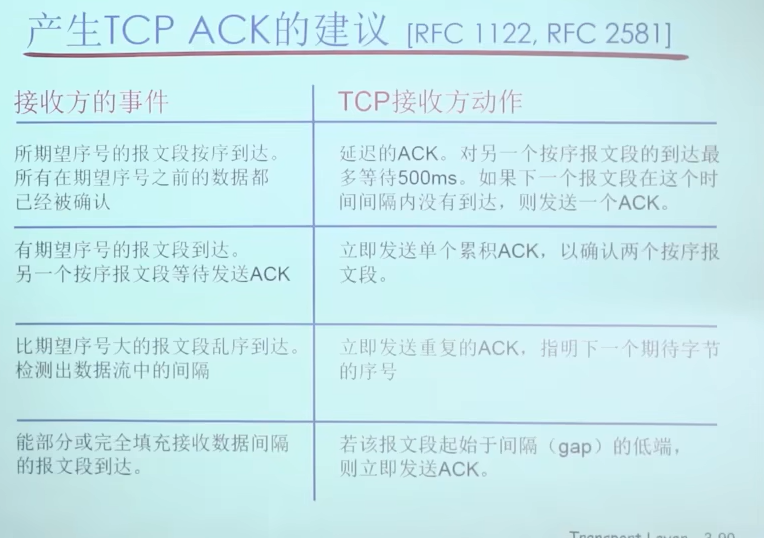 产生TCP ACK的建议 [RFC 1122, RFC 2581]
接收方的事件
TCP接收方动作
所期望序号的报文段按序到达。
所有在期望序号之前的数据都
已经被确认
延迟的ACK。对另一个按序报文段的到达最
多等待500ms。如果下一个报文段在这个时
间间隔内没有到达，则发送一个ACK。
有期望序号的报文段到达。
另一个按序报文段等待发送ACK
立即发送单个累积ACK，以确认两个按序报
文段。
比期望序号大的报文段乱序到达。
检测出数据流中的间隔
立即发送重复的ACK，指明下一个期待字节
的序号
能部分或完全填充接收数据间隔
的报文段到达。
若该报文段起始于间隔（gap）的低端，
则立即发送ACK。
Transport Layer